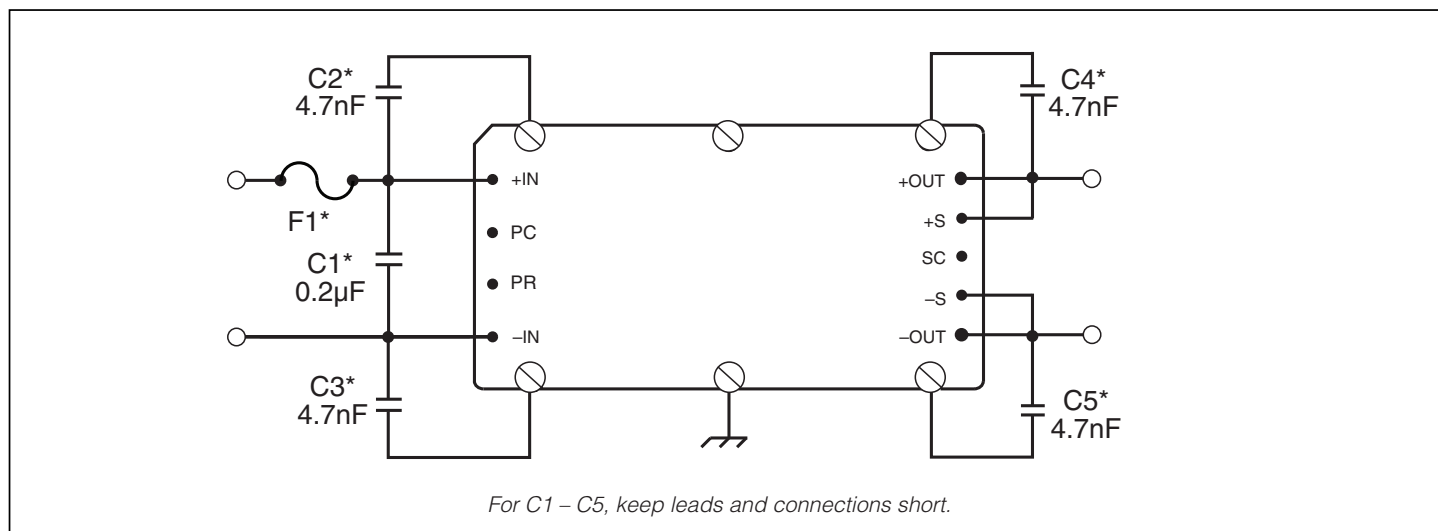 C2*
4.7nF
C4*
4.7nF
+IN
+OUT
F1*
+S
PC
C1*
0.2µF
SC
PR
–S
–IN
–OUT
C3*
4.7nF
C5*
4.7nF
For C1 – C5, keep leads and connections short.